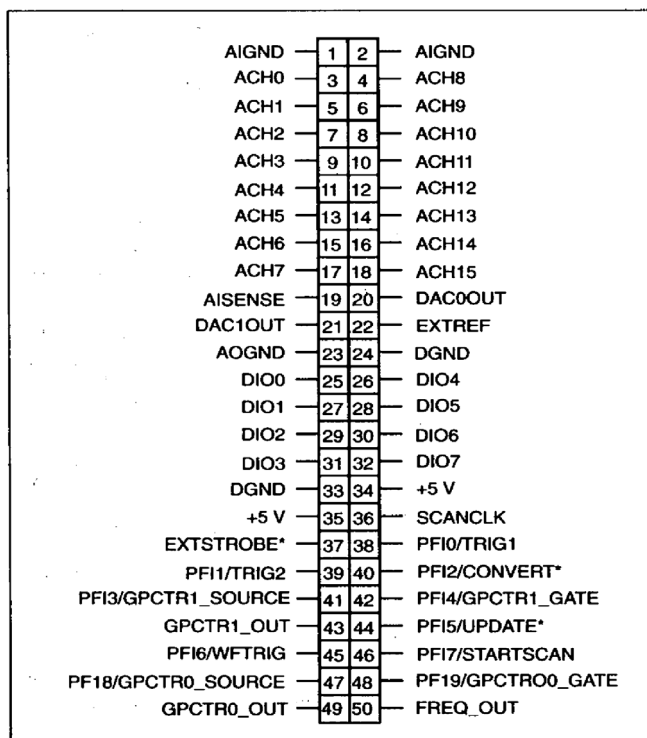 AIGND 1 2 AIGND
ACH0 3 4 ACH8
ACH1 5 6 ACH9
ACH2 7 8 ACH10
ACH3 9 10 ACH11
ACH4 11 12 ACH12
ACH5 13 14 ACH13
ACH6 15 16 ACH14
ACH7 17 18 ACH15
AISENSE 19 20 DAC0OUT
DAC1OUT 21 22 EXTREF
AOGND 23 24 DGND
DIO0 25 26 DIO4
DIO1 27 28 DIO5
DIO2 29 30 DIO6
DIO3 31 32 DIO7
DGND 33 34 +5 V
+5 V 35 36 SCANCLK
EXTSTROBE* 37 38 PFI0/TRIG1
PFI1/TRIG2 39 40 PFI2/CONVERT*
PFI3/GPCTR1_SOURCE 41 42 PFI4/GPCTR1_GATE
GPCTR1_OUT 43 44 PFI5/UPDATE*
PFI6/WFTRIG 45 46 PFI7/STARTSCAN
PF18/GPCTR0_SOURCE 47 48 PF19/GPCTRO0_GATE
GPCTR0_OUT 49 50 FREQ_OUT